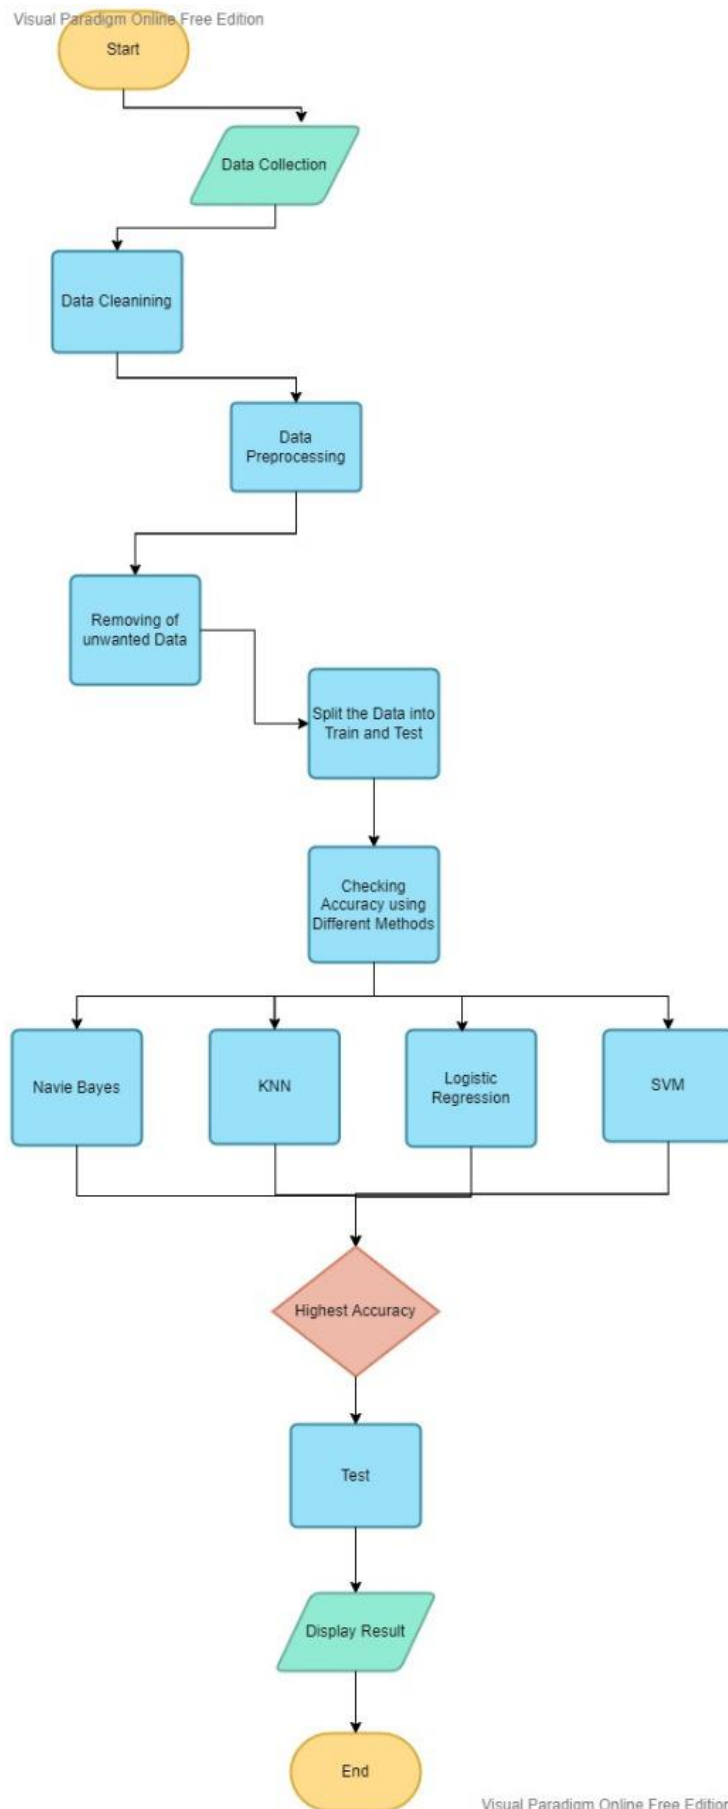 Visual Paradigm Online Free Edition
Start
Data Collection
Data Cleanining
Data
Preprocessing
Removing of
unwanted Data
Split the Data into
Train and Test
Checking
Accuracy using
Different Methods
Navie Bayes
KNN
Logistic
Regression
SVM
Highest Accuracy
Test
Display Result
End
Visual Paradigm Online Free Edition